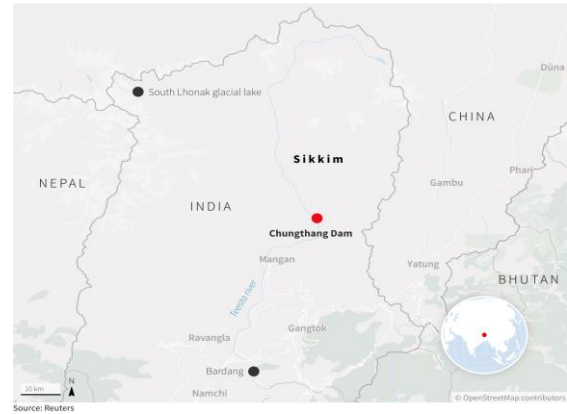 Düna
South Lhonak glacial lake
CHINA
Sikkim
Phari
NEPAL
Gambu
INDIA
Chungthang Dam
Mangan
Yatung
BHUTAN
Teesta river
Gangtok
Ravangla
Bardang
Namchi
10 km
N
© OpenStreetMap contributors
Source: Reuters